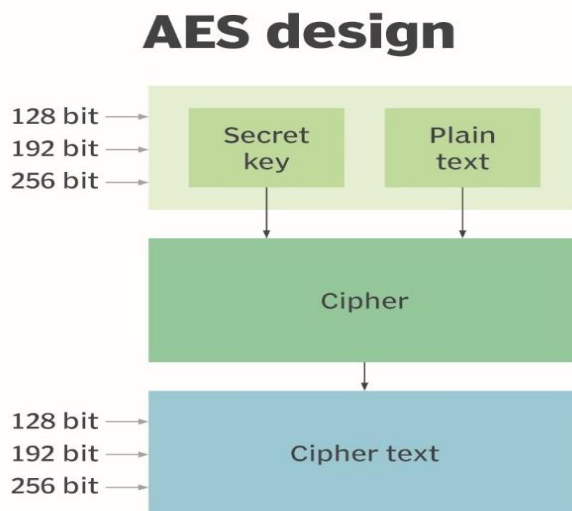 AES design
128 bit
192 bit
256 bit
Secret
key
Plain
text
Cipher
128 bit
192 bit
256 bit
Cipher text